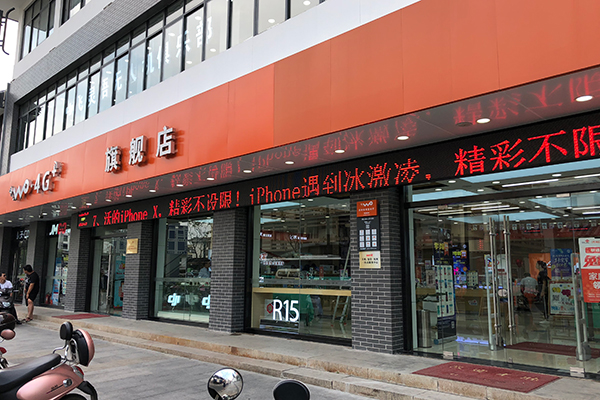 旗舰店
wo·4G+
7、沃的iPhone X，精彩不设限！iPhone遇到冰激凌，精彩不限
R15